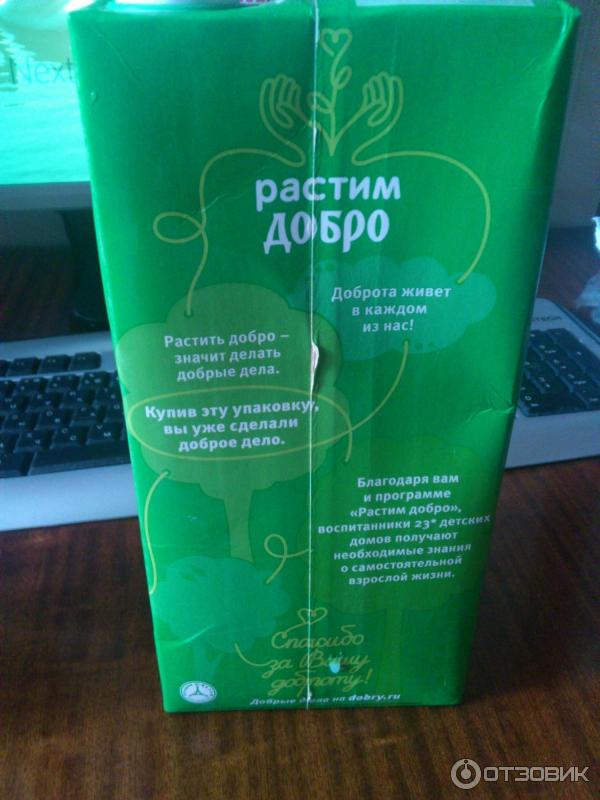 Next
растим
ДОБРО
Доброта живет
в каждом
из нас!
Растить добро –
значит делать
добрые дела.
Купив эту упаковку,
вы уже сделали
доброе дело.
Благодаря вам
и программе
«Растим добро»,
воспитанники 23* детских
домов получают
необходимые знания
о самостоятельной
взрослой жизни.
Спасибо
за Вашу
доброту!
Добрые дела на dobry.ru
ОТЗОВИК